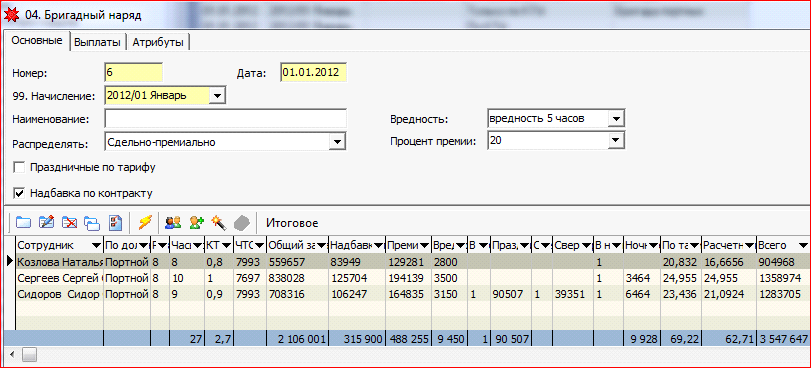 04. Бригадный наряд
Основные Выплаты Атрибуты
Номер: 6 Дата: 01.01.2012
99. Начисление: 2012/01 Январь
Наименование: Вредность: вредность 5 часов
Распределять: Сдельно-премиально Процент премии: 20
Праздничные по тарифу
Надбавка по контракту
Итоговое
Сотрудник По дол Р Часы КТ ЧТС Общий за Надбавк Преми Вред В Празд С Свер В н Ночн По та Расчетн Всего
Козлова Наталья Портной 8 8 0,8 7993 559657 83949 129281 2800 1 20,832 16,6656 904968
Сергеев Сергей С Портной 8 10 1 7697 838028 125704 194139 3500 1 3464 24,955 24,955 1358974
Сидоров Сидор Портной 8 9 0,9 7993 708316 106247 164835 3150 1 90507 1 39351 1 6464 23,436 21,0924 1283705
27 2,7 2 106 001 315 900 488 255 9 450 1 90 507 9 928 69,22 62,71 3 547 647